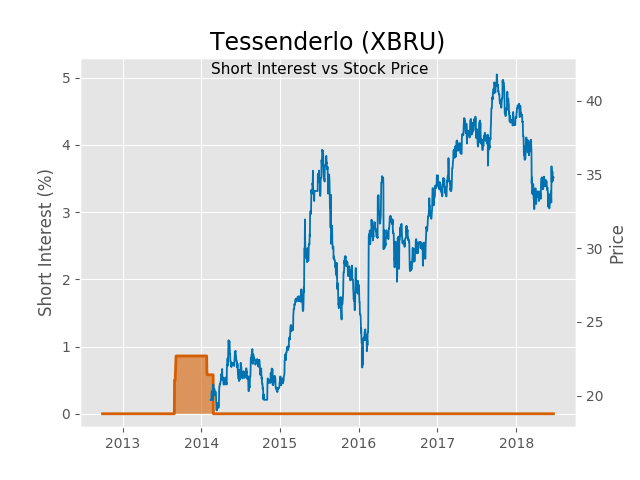 Tessenderlo (XBRU)
Short Interest vs Stock Price
Short Interest (%)
5
4
3
2
1
0
40
35
30
25
20
Price
2013 2014 2015 2016 2017 2018